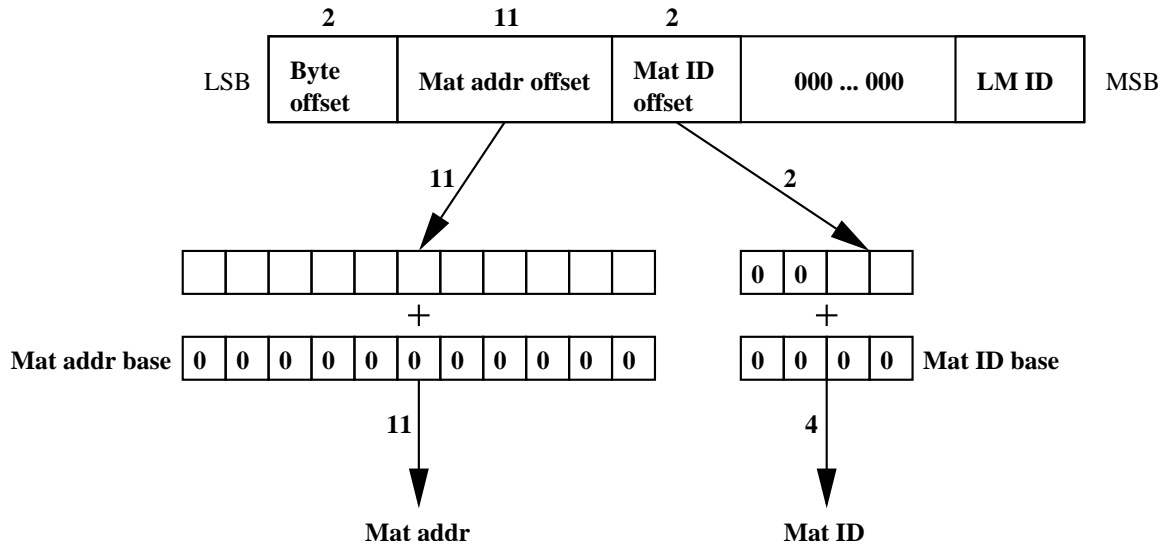 2 11 2
LSB Byte offset Mat addr offset Mat ID offset 000 ... 000 LM ID MSB
11 2
0 0
+ +
Mat addr base 0 0 0 0 0 0 0 0 0 0 0 0 0 0 0 Mat ID base
11 4
Mat addr Mat ID